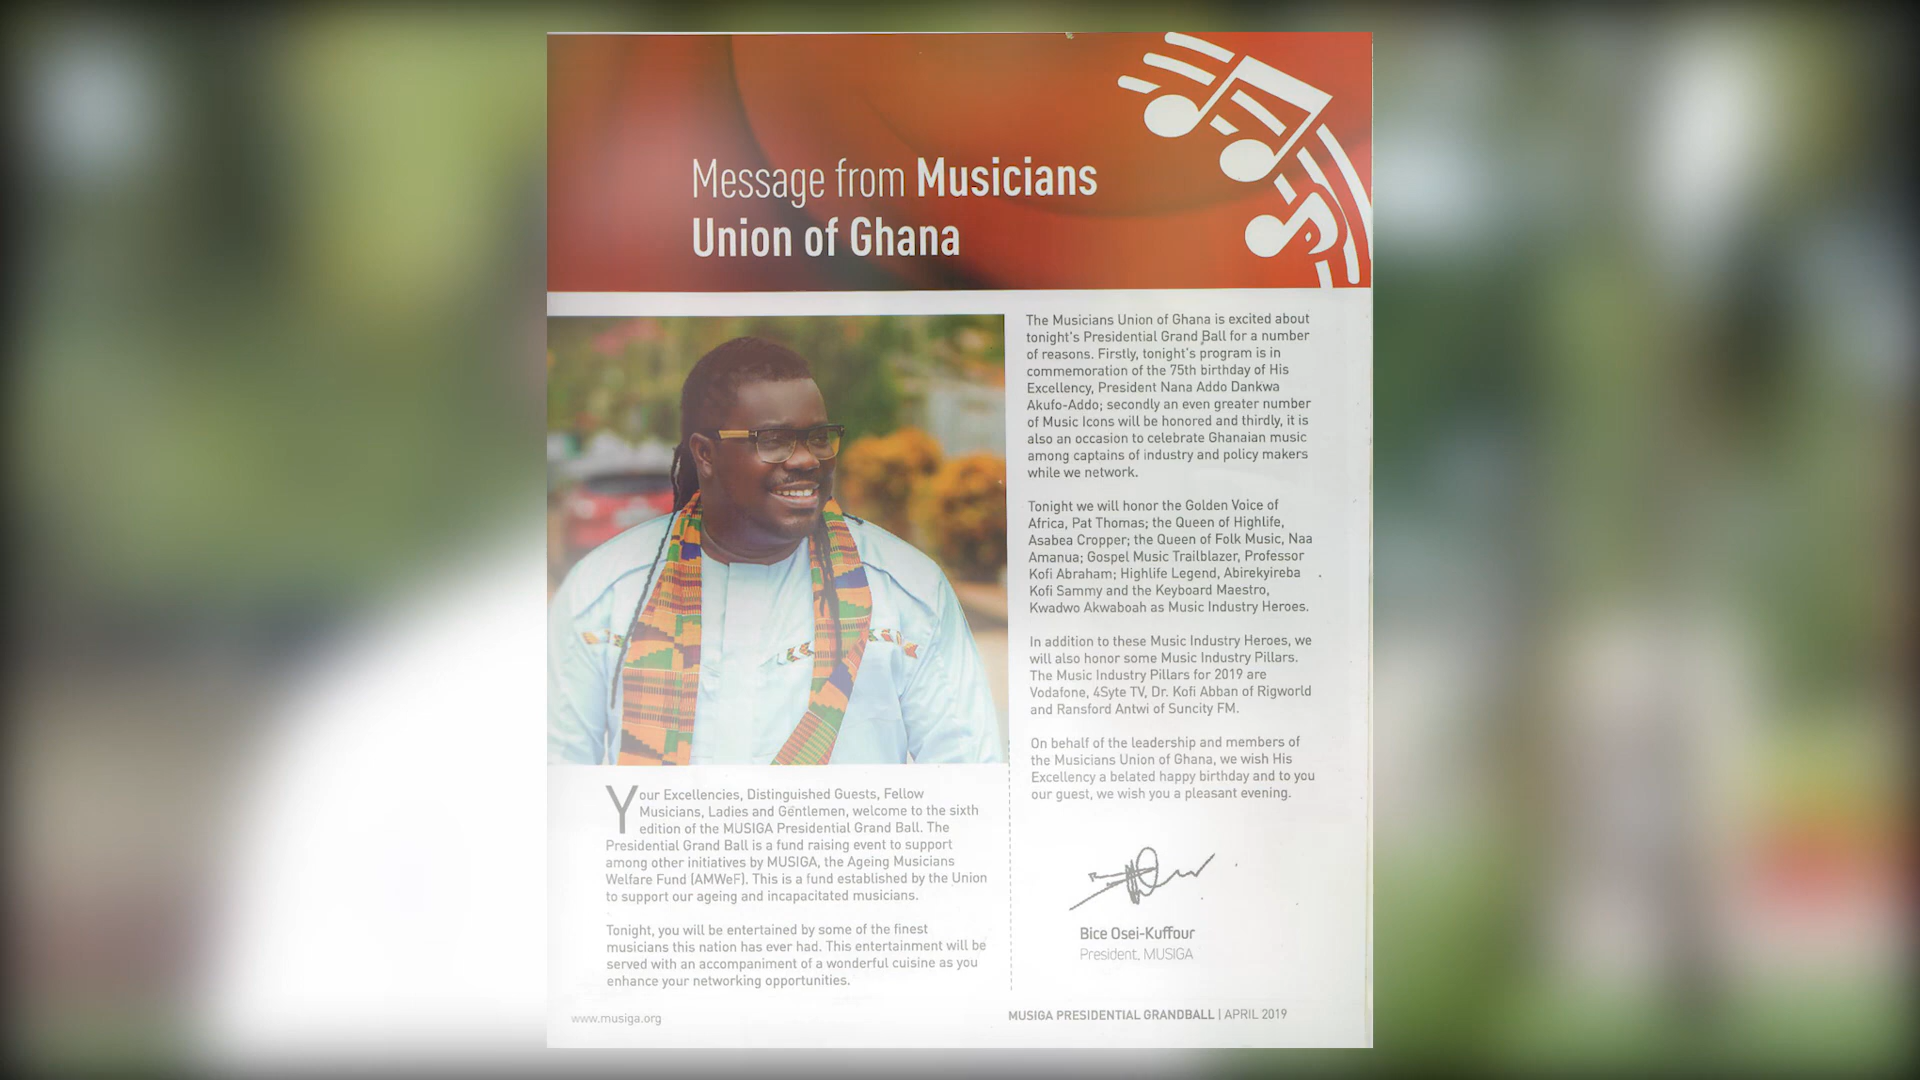 Message from Musicians
Union of Ghana
Your Excellencies, Distinguished Guests, Fellow
Musicians, Ladies and Gentlemen, welcome to the sixth
edition of the MUSIGA Presidential Grand Ball. The
Presidential Grand Ball is a fund raising event to support
among other initiatives by MUSIGA, the Ageing Musicians
Welfare Fund (AMWeF). This is a fund established by the Union
to support our ageing and incapacitated musicians.
Tonight, you will be entertained by some of the finest
musicians this nation has ever had. This entertainment will be
served with an accompaniment of a wonderful cuisine as you
enhance your networking opportunities.
The Musicians Union of Ghana is excited about
tonight's Presidential Grand Ball for a number
of reasons. Firstly, tonight's program is in
commemoration of the 75th birthday of His
Excellency, President Nana Addo Dankwa
Akufo-Addo; secondly an even greater number
of Music Icons will be honored and thirdly, it is
also an occasion to celebrate Ghanaian music
among captains of industry and policy makers
while we network.
Tonight we will honor the Golden Voice of
Africa, Pat Thomas; the Queen of Highlife,
Asabea Cropper; the Queen of Folk Music, Naa
Amanua; Gospel Music Trailblazer, Professor
Kofi Abraham; Highlife Legend, Abirekyireba
Kofi Sammy and the Keyboard Maestro,
Kwadwo Akwaboah as Music Industry Heroes.
In addition to these Music Industry Heroes, we
will also honor some Music Industry Pillars.
The Music Industry Pillars for 2019 are
Vodafone, 4Syte TV, Dr. Kofi Abban of Rigworld
and Ransford Antwi of Suncity FM.
On behalf of the leadership and members of
the Musicians Union of Ghana, we wish His
Excellency a belated happy birthday and to you
our guest, we wish you a pleasant evening.
Bice Osei-Kuffour
President, MUSIGA
www.musiga.org
MUSIGA PRESIDENTIAL GRANDBALL | APRIL 2019